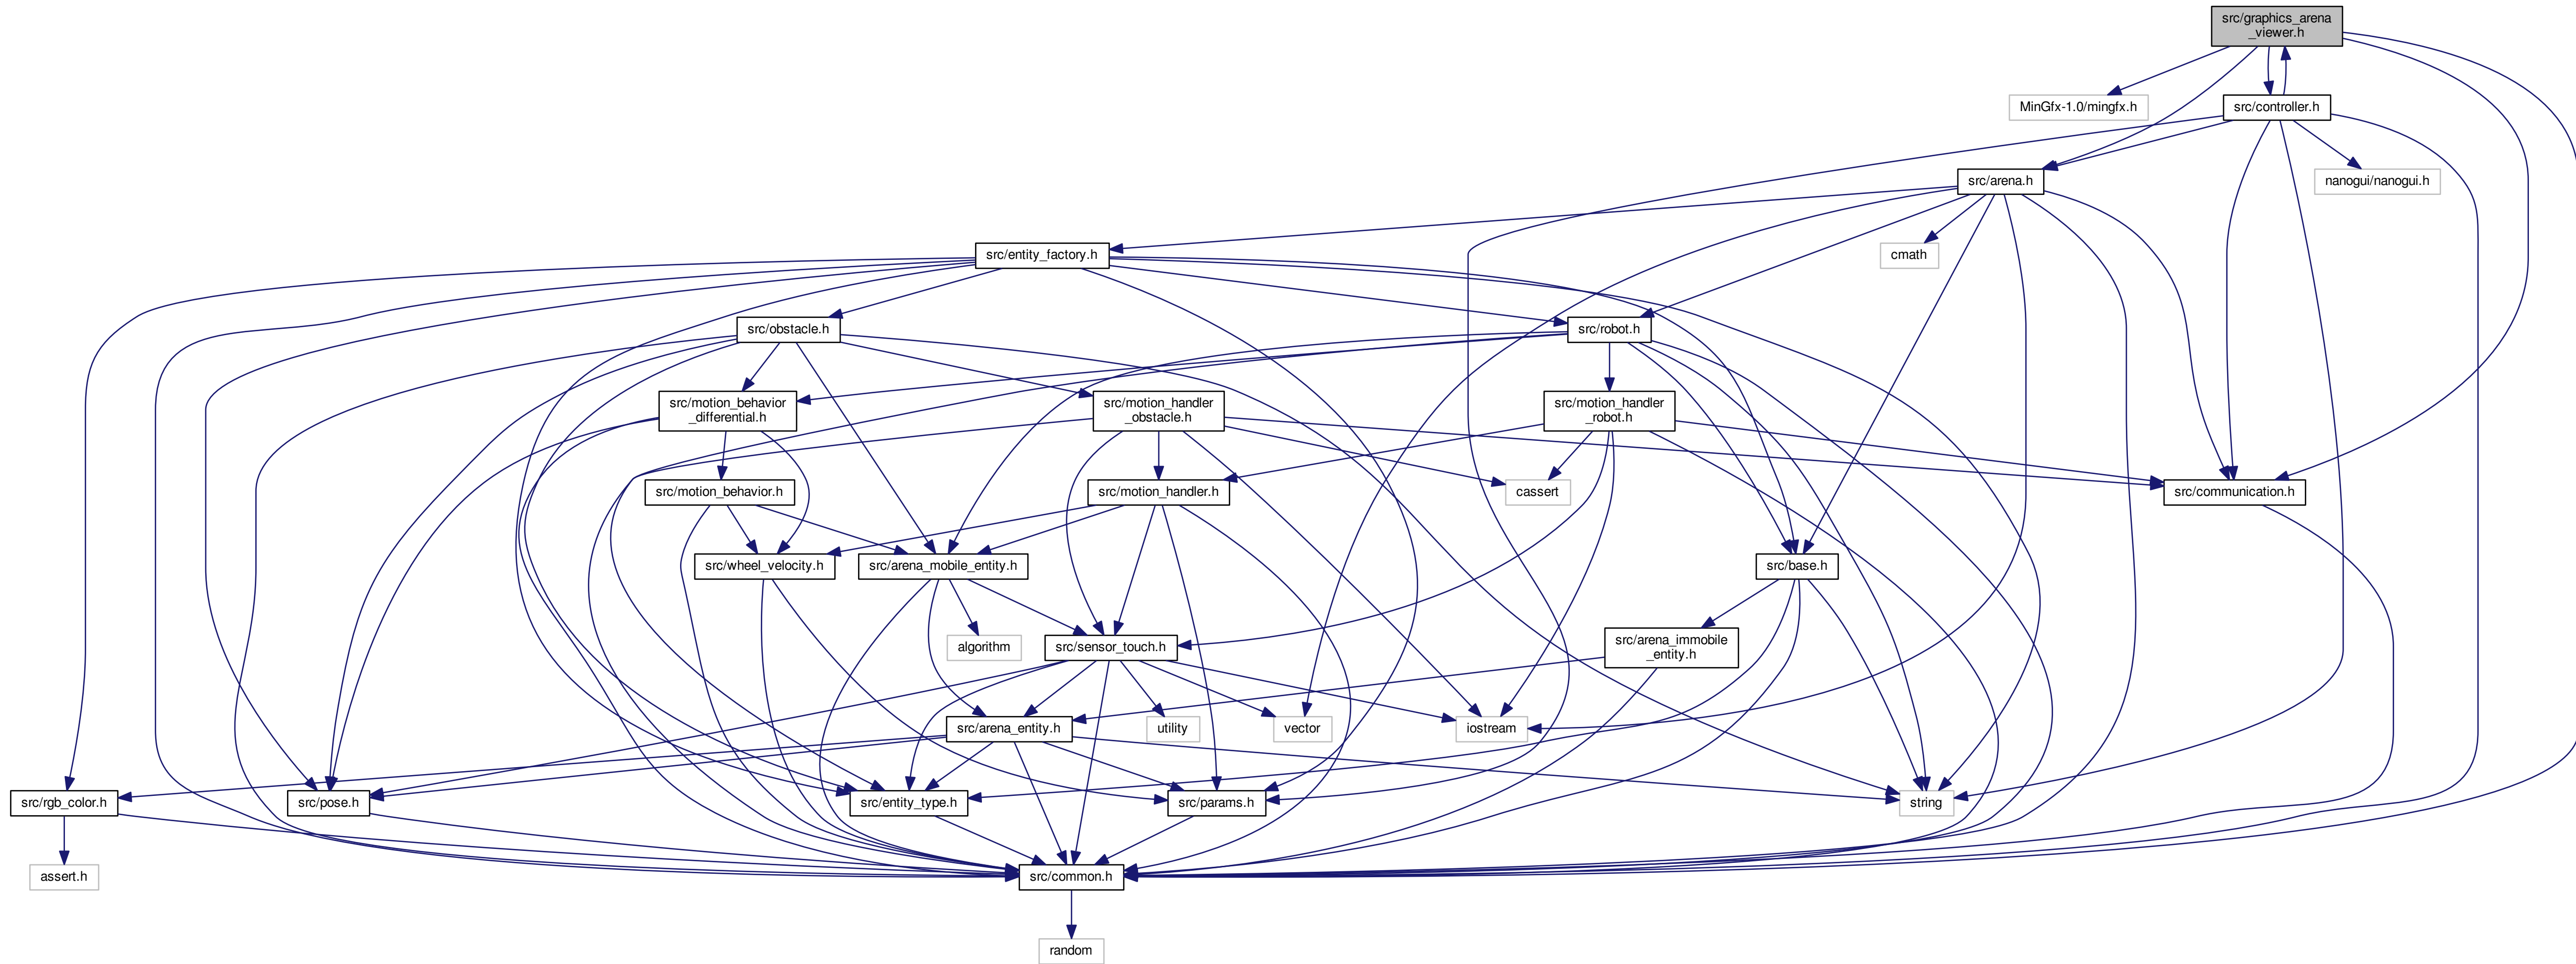 src/graphics_arena
_viewer.h
MinGfx-1.0/mingfx.h
src/controller.h
src/arena.h
nanogui/nanogui.h
src/entity_factory.h
cmath
src/obstacle.h
src/robot.h
src/motion_behavior
_differential.h
src/motion_handler
_obstacle.h
src/motion_handler
_robot.h
src/motion_behavior.h
src/motion_handler.h
cassert
src/communication.h
src/wheel_velocity.h
src/arena_mobile_entity.h
src/base.h
algorithm
src/sensor_touch.h
src/arena_immobile
_entity.h
src/arena_entity.h
utility
vector
iostream
src/rgb_color.h
src/pose.h
src/entity_type.h
src/params.h
string
assert.h
src/common.h
random